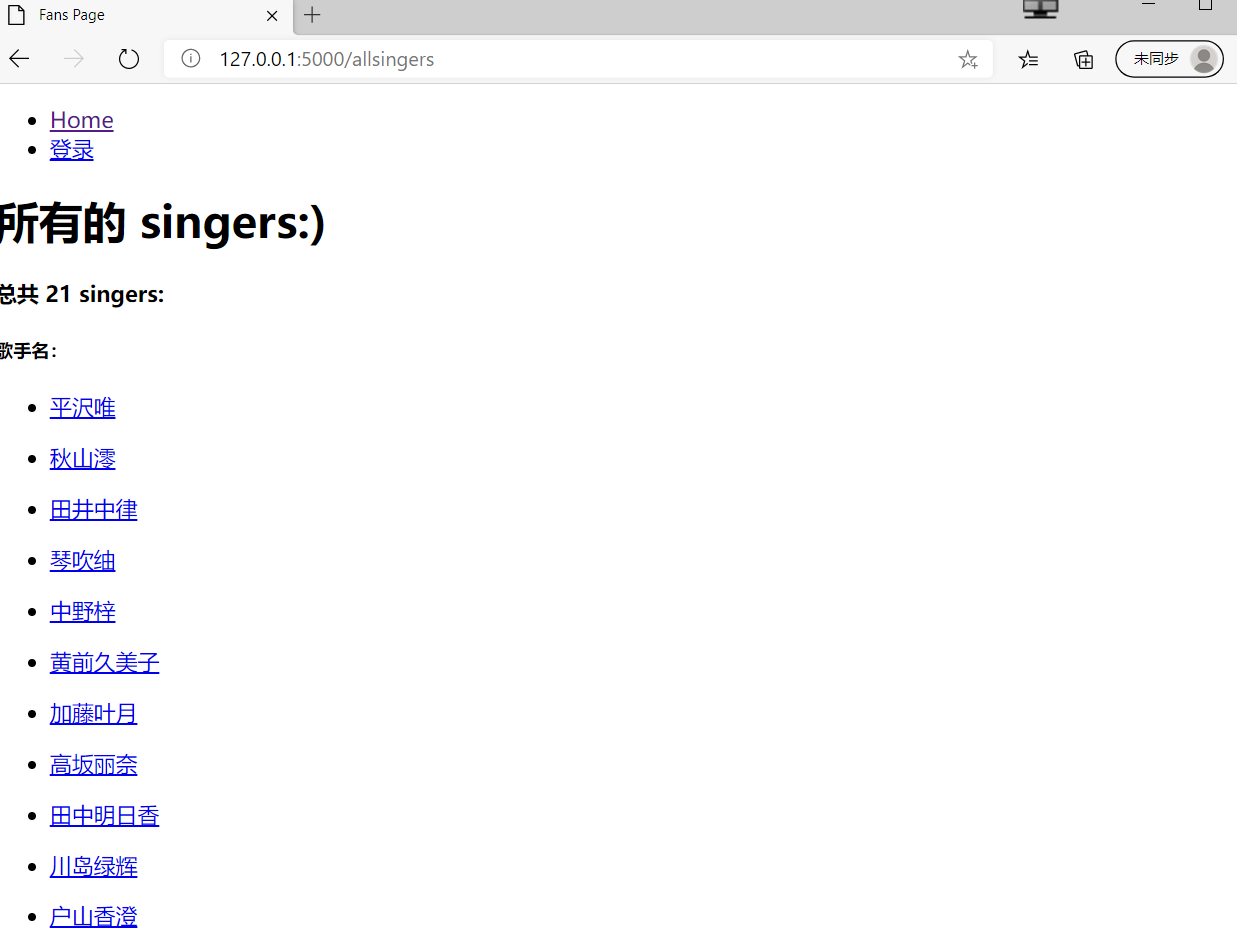 Fans Page
127.0.0.1:5000/allsingers
未同步
Home
登录
所有的 singers:)
总共 21 singers:
歌手名:
平沢唯
秋山澪
田井中律
琴吹紬
中野梓
黄前久美子
加藤叶月
高坂丽奈
田中明日香
川岛绿辉
户山香澄